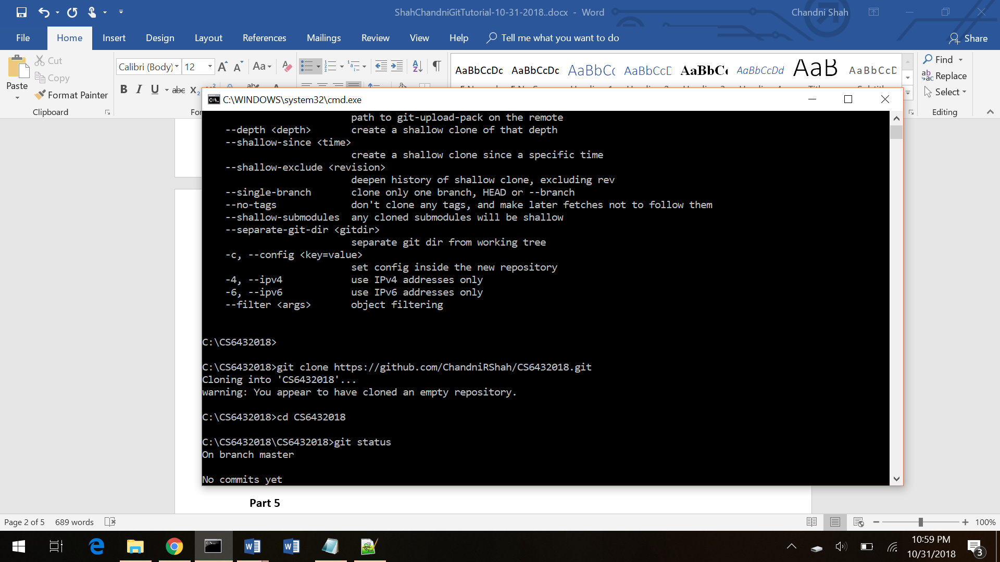 ShahChandniGitTutorial-10-31-2018..docx - Word
Chandni Shah
File Home Insert Design Layout References Mailings Review View Help Tell me what you want to do Share
Paste
Cut
Copy
Format Painter
Clipboard
Calibri (Body) 12
AaBbCcDc AaBbCcDc AaBbCc AaBbCcD AaBbC AaBbCcDd AaB AaBbCcD
Find
Replace
Select
Editing
C:\WINDOWS\system32\cmd.exe
path to git-upload-pack on the remote
--depth <depth> create a shallow clone of that depth
--shallow-since <time>
create a shallow clone since a specific time
--shallow-exclude <revision>
deepen history of shallow clone, excluding rev
--single-branch clone only one branch, HEAD or --branch
--no-tags don't clone any tags, and make later fetches not to follow them
--shallow-submodules any cloned submodules will be shallow
--separate-git-dir <gitdir>
separate git dir from working tree
-c, --config <key=value>
set config inside the new repository
-4, --ipv4 use IPv4 addresses only
-6, --ipv6 use IPv6 addresses only
--filter <args> object filtering
C:\CS6432018>
C:\CS6432018>git clone https://github.com/ChandniRShah/CS6432018.git
Cloning into 'CS6432018'...
warning: You appear to have cloned an empty repository.
C:\CS6432018>cd CS6432018
C:\CS6432018\CS6432018>git status
On branch master
No commits yet
Part 5
Page 2 of 5 689 words
100%
10:59 PM
10/31/2018
3